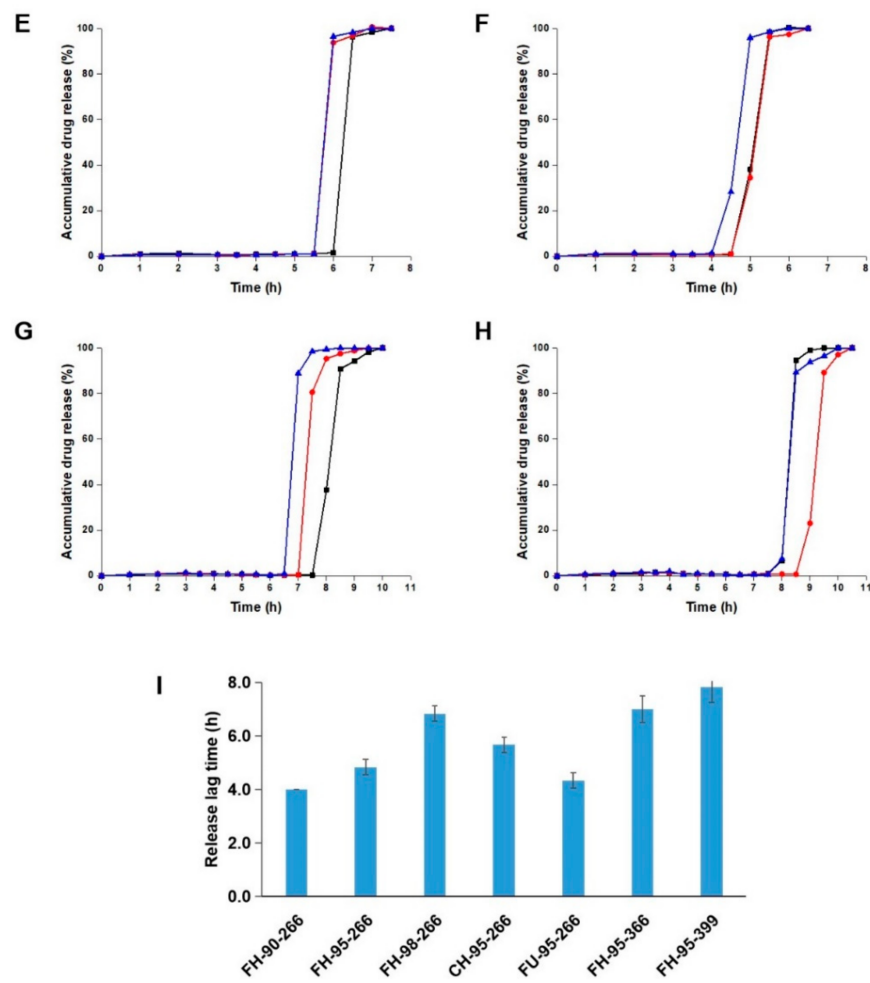 E
F
Accumulative drug release (%)
100
80
60
40
20
0
0 1 2 3 4 5 6 7 8
Time (h)
Accumulative drug release (%)
100
80
60
40
20
0
0 1 2 3 4 5 6 7 8
Time (h)
G
H
Accumulative drug release (%)
100
80
60
40
20
0
0 1 2 3 4 5 6 7 8 9 10 11
Time (h)
Accumulative drug release (%)
100
80
60
40
20
0
0 1 2 3 4 5 6 7 8 9 10 11
Time (h)
I
Release lag time (h)
8.0
6.0
4.0
2.0
0.0
FH-90-266
FH-95-266
FH-98-266
CH-95-266
FU-95-266
FH-95-366
FH-95-399